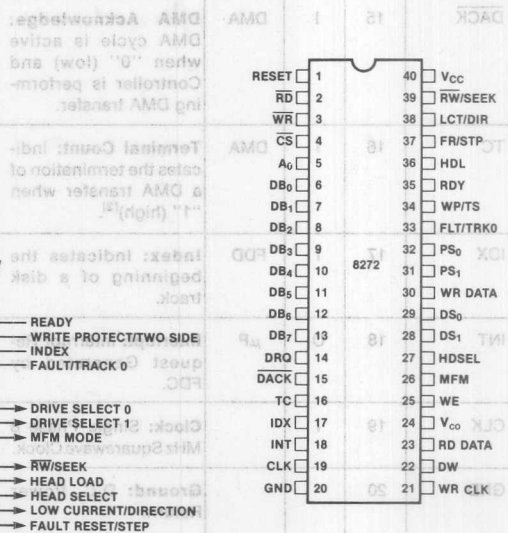 RESET 1 40 VCC
RD 2 39 RW/SEEK
WR 3 38 LCT/DIR
CS 4 37 FR/STP
A0 5 36 HDL
DB0 6 35 RDY
DB1 7 34 WP/TS
DB2 8 33 FLT/TRK0
DB3 9 32 PS0
DB4 10 8272 31 PS1
DB5 11 30 WR DATA
DB6 12 29 DS0
DB7 13 28 DS1
DRQ 14 27 HDSEL
DACK 15 26 MFM
TC 16 25 WE
IDX 17 24 Vco
INT 18 23 RD DATA
CLK 19 22 DW
GND 20 21 WR CLK
READY
WRITE PROTECT/TWO SIDE
INDEX
FAULT/TRACK 0
DRIVE SELECT 0
DRIVE SELECT 1
MFM MODE
RW/SEEK
HEAD LOAD
HEAD SELECT
LOW CURRENT/DIRECTION
FAULT RESET/STEP
DACK 15 I DMA DMA Acknowledge:
DMA cycle is active
when "0" (low) and
Controller is perform-
ing DMA transfer.
TC 16 DMA Terminal Count: Indi-
cates the termination of
a DMA transfer when
"1" (high)[2].
IDX 17 FDD Index: Indicates the
beginning of a disk
track.
INT 18 µP
quest
FDC.
CLK 19 Clock:
MHz Squarewave Clock.
20 Ground: